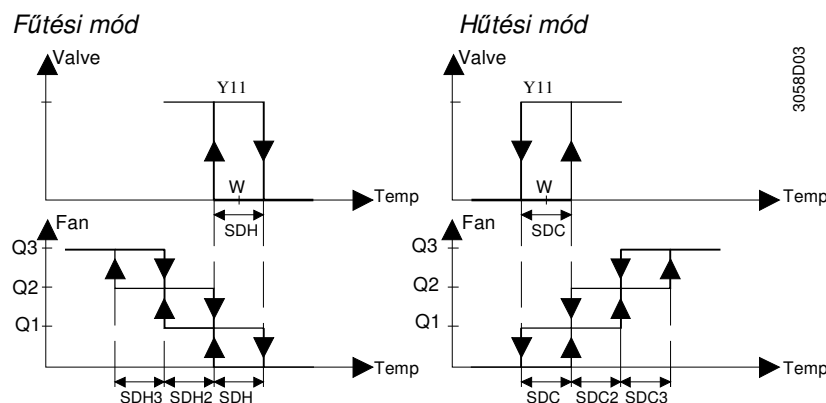 Fűtési mód
Hűtési mód
Valve
Y11
W
Temp
SDH
Valve
Y11
W
Temp
SDC
3058D03
Fan
Q3
Q2
Q1
Temp
SDH3 SDH2 SDH
Fan
Q3
Q2
Q1
Temp
SDC SDC2 SDC3